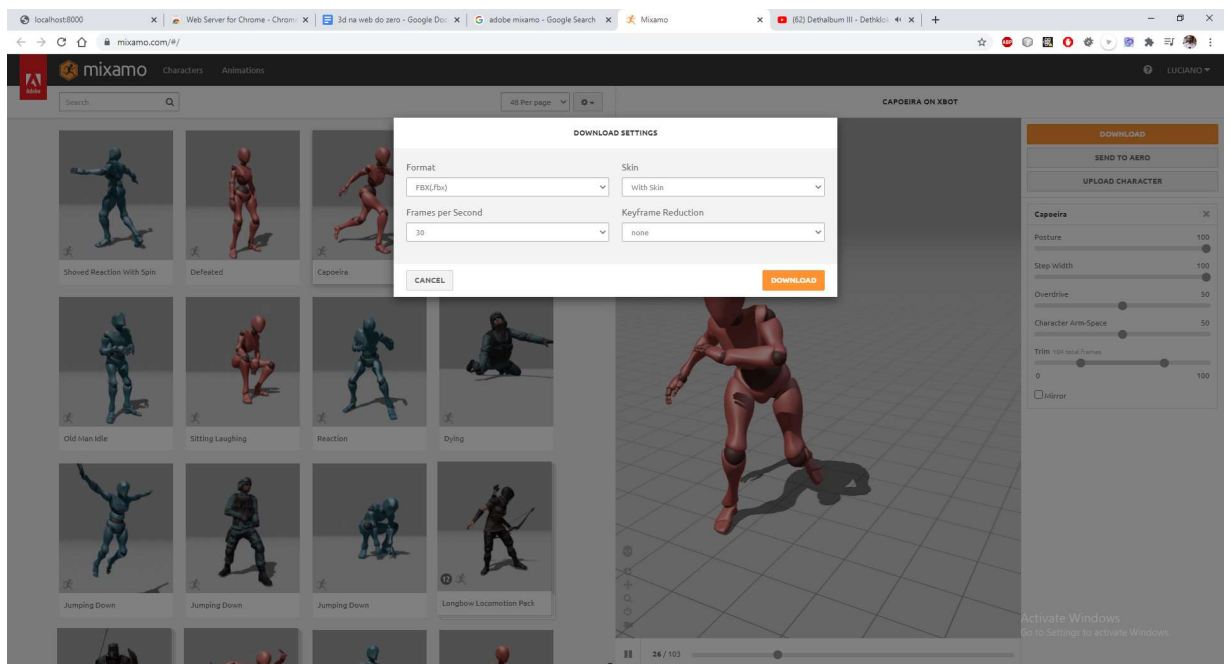 localhost:8000
Web Server for Chrome - Chrom
3d na web do zero - Google Do
adobe mixamo - Google Search
Mixamo
(62) Dethalbum III - Dethklo
mixamo.com/#/
Adobe
mixamo
Characters
Animations
LUCIANO
Search
48 Per page
CAPOEIRA ON XBOT
DOWNLOAD SETTINGS
Format
Skin
FBX(.fbx)
With Skin
Frames per Second
Keyframe Reduction
30
none
CANCEL
DOWNLOAD
DOWNLOAD
SEND TO AERO
UPLOAD CHARACTER
Capoeira
Posture 100
Step Width 100
Overdrive 50
Character Arm-Space 50
Trim 104 total frames
0 100
Mirror
Shoved Reaction With Spin
Defeated
Capoeira
Old Man Idle
Sitting Laughing
Reaction
Dying
12
Jumping Down
Jumping Down
Jumping Down
Longbow Locomotion Pack
26 / 103
Activate Windows
Go to Settings to activate Windows.